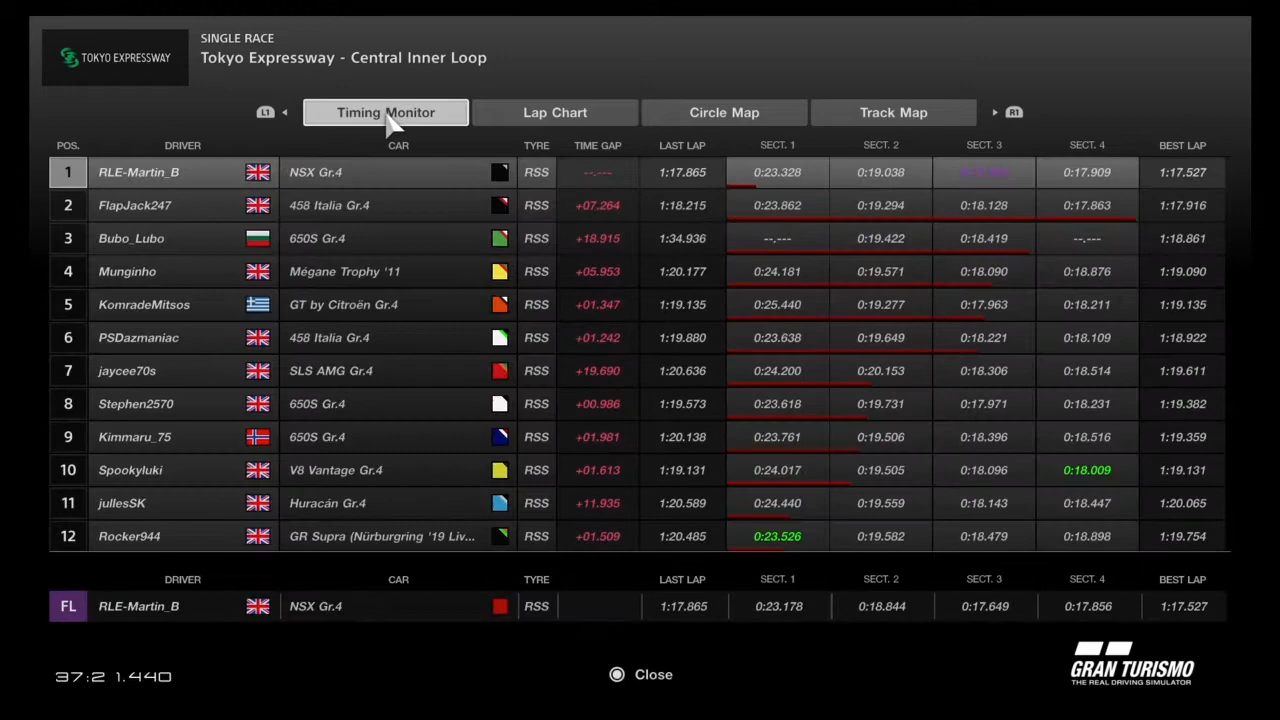 TOKYO EXPRESSWAY
SINGLE RACE
Tokyo Expressway - Central Inner Loop
L1 Timing Monitor Lap Chart Circle Map Track Map R1
POS. DRIVER CAR TYRE TIME GAP LAST LAP SECT. 1 SECT. 2 SECT. 3 SECT. 4 BEST LAP
1 RLE-Martin_B NSX Gr.4 RSS --.--- 1:17.865 0:23.328 0:19.038 0:17.909 1:17.527
2 FlapJack247 458 Italia Gr.4 RSS +07.264 1:18.215 0:23.862 0:19.294 0:18.128 0:17.863 1:17.916
3 Bubo_Lubo 650S Gr.4 RSS +18.915 1:34.936 --.--- 0:19.422 0:18.419 --.--- 1:18.861
4 Munginho Mégane Trophy '11 RSS +05.953 1:20.177 0:24.181 0:19.571 0:18.090 0:18.876 1:19.090
5 KomradeMitsos GT by Citroën Gr.4 RSS +01.347 1:19.135 0:25.440 0:19.277 0:17.963 0:18.211 1:19.135
6 PSDazmaniac 458 Italia Gr.4 RSS +01.242 1:19.880 0:23.638 0:19.649 0:18.221 0:18.109 1:18.922
7 jaycee70s SLS AMG Gr.4 RSS +19.690 1:20.636 0:24.200 0:20.153 0:18.306 0:18.514 1:19.611
8 Stephen2570 650S Gr.4 RSS +00.986 1:19.573 0:23.618 0:19.731 0:17.971 0:18.231 1:19.382
9 Kimmaru_75 650S Gr.4 RSS +01.981 1:20.138 0:23.761 0:19.506 0:18.396 0:18.516 1:19.359
10 Spookyluki V8 Vantage Gr.4 RSS +01.613 1:19.131 0:24.017 0:19.505 0:18.096 0:18.009 1:19.131
11 jullesSK Huracán Gr.4 RSS +11.935 1:20.589 0:24.440 0:19.559 0:18.143 0:18.447 1:20.065
12 Rocker944 GR Supra (Nürburgring '19 Liv... RSS +01.509 1:20.485 0:23.526 0:19.582 0:18.479 0:18.898 1:19.754
DRIVER CAR TYRE LAST LAP SECT. 1 SECT. 2 SECT. 3 SECT. 4 BEST LAP
FL RLE-Martin_B NSX Gr.4 RSS 1:17.865 0:23.178 0:18.844 0:17.649 0:17.856 1:17.527
37:21.440
Close
GRAN TURISMO
THE REAL DRIVING SIMULATOR